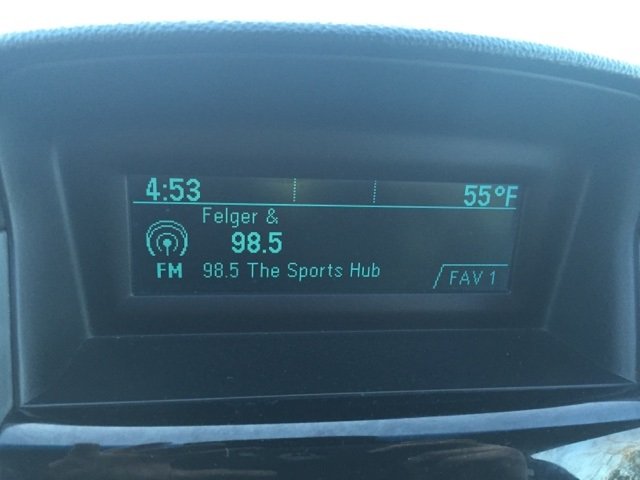 4:53 55°F
Felger &
98.5
FM 98.5 The Sports Hub
FAV 1